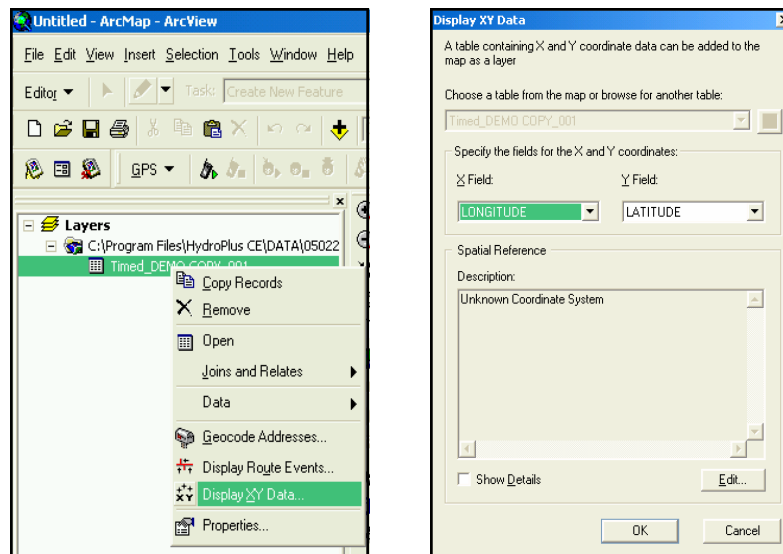 Untitled - ArcMap - ArcView
File Edit View Insert Selection Tools Window Help
Editor Task: Create New Feature
GPS
Layers
C:\Program Files\HydroPlus CE\DATA\05022
Timed_DEMO COPY_001
Copy Records
Remove
Open
Joins and Relates
Data
Geocode Addresses...
Display Route Events...
XY Display XY Data...
Properties...
Display XY Data
A table containing X and Y coordinate data can be added to the
map as a layer
Choose a table from the map or browse for another table:
Timed_DEMO COPY_001
Specify the fields for the X and Y coordinates:
X Field: Y Field:
LONGITUDE LATITUDE
Spatial Reference
Description:
Unknown Coordinate System
Show Details Edit...
OK Cancel